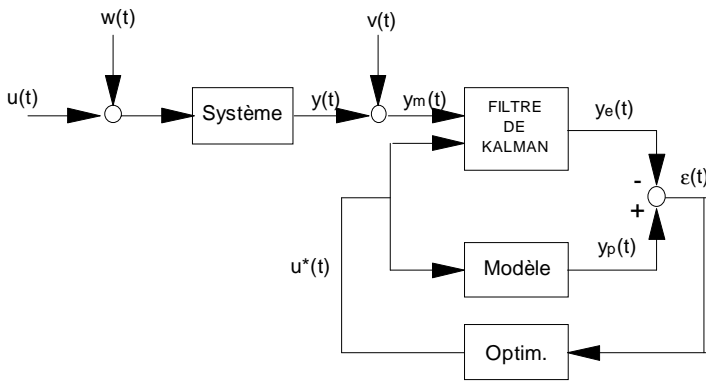 w(t)
v(t)
u(t)
Système
y(t)
ym(t)
FILTRE
DE
KALMAN
ye(t)
-
+
ε(t)
u*(t)
Modèle
yp(t)
Optim.